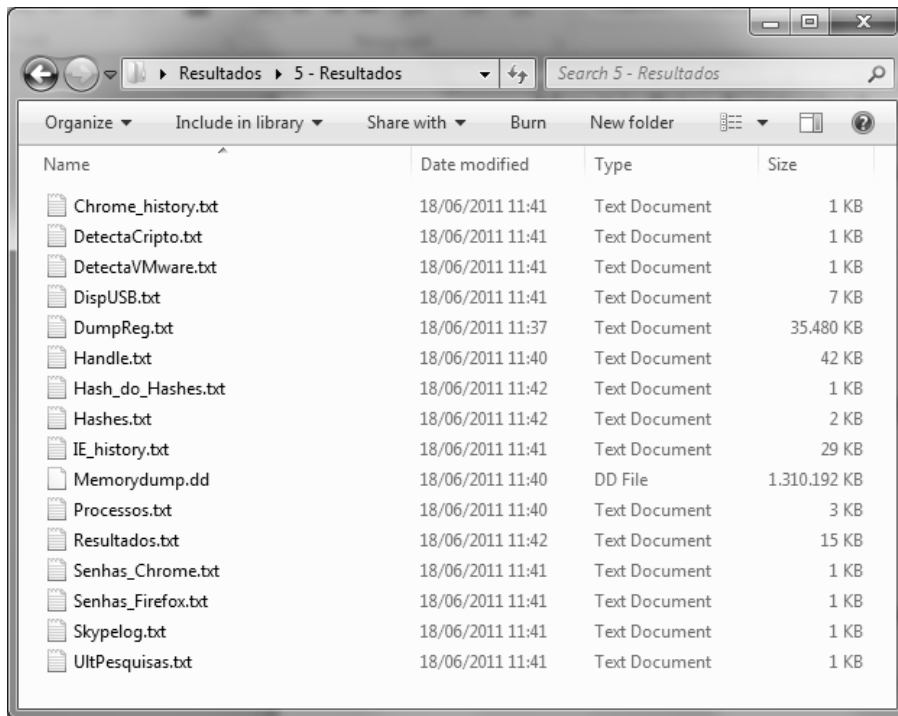 Resultados ▸ 5 - Resultados
Search 5 - Resultados
Organize Include in library Share with Burn New folder
Name Date modified Type Size
Chrome_history.txt 18/06/2011 11:41 Text Document 1 KB
DetectaCripto.txt 18/06/2011 11:41 Text Document 1 KB
DetectaVMware.txt 18/06/2011 11:41 Text Document 1 KB
DispUSB.txt 18/06/2011 11:41 Text Document 7 KB
DumpReg.txt 18/06/2011 11:37 Text Document 35.480 KB
Handle.txt 18/06/2011 11:40 Text Document 42 KB
Hash_do_Hashes.txt 18/06/2011 11:42 Text Document 1 KB
Hashes.txt 18/06/2011 11:42 Text Document 2 KB
IE_history.txt 18/06/2011 11:41 Text Document 29 KB
Memorydump.dd 18/06/2011 11:40 DD File 1.310.192 KB
Processos.txt 18/06/2011 11:40 Text Document 3 KB
Resultados.txt 18/06/2011 11:42 Text Document 15 KB
Senhas_Chrome.txt 18/06/2011 11:41 Text Document 1 KB
Senhas_Firefox.txt 18/06/2011 11:41 Text Document 1 KB
Skypelog.txt 18/06/2011 11:41 Text Document 1 KB
UltPesquisas.txt 18/06/2011 11:41 Text Document 1 KB